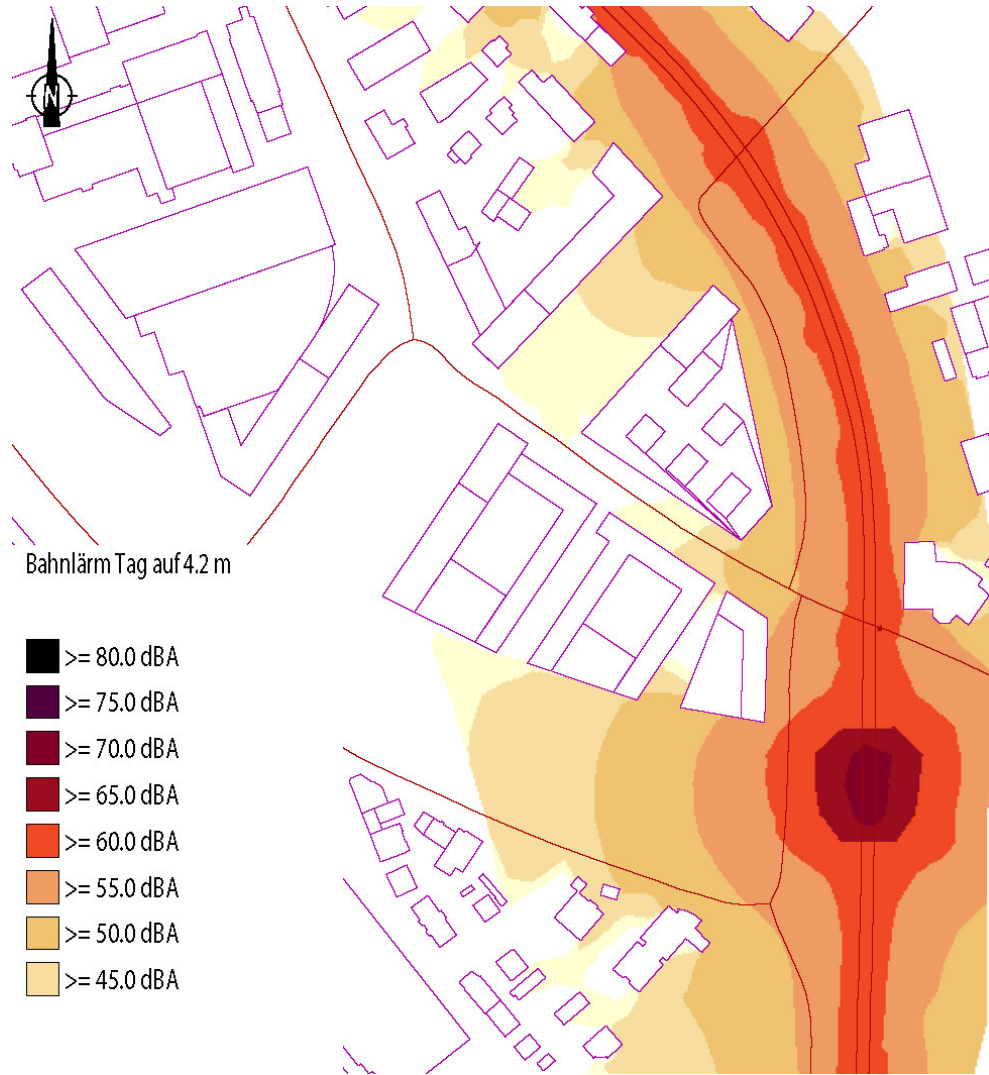 N
Bahnlärm Tag auf 4.2 m
>= 80.0 dBA
>= 75.0 dBA
>= 70.0 dBA
>= 65.0 dBA
>= 60.0 dBA
>= 55.0 dBA
>= 50.0 dBA
>= 45.0 dBA